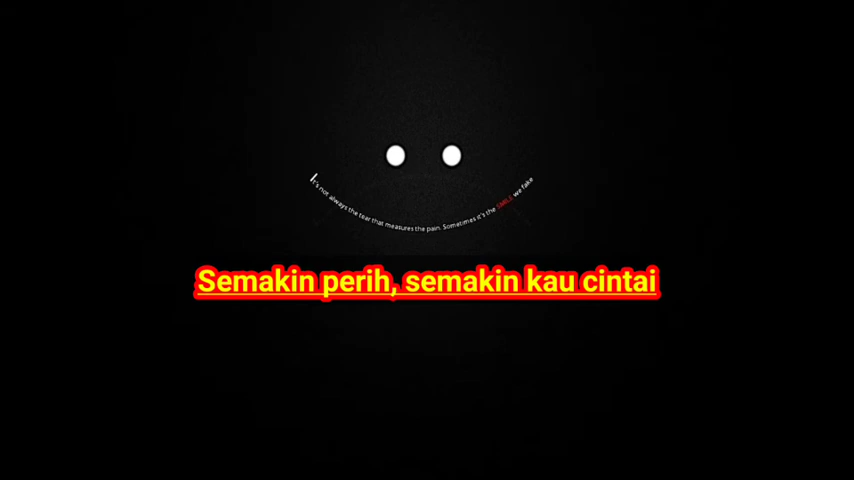 It's not always the tear that measures the pain. Sometimes it's the SMILE we fake
Semakin perih, semakin kau cintai